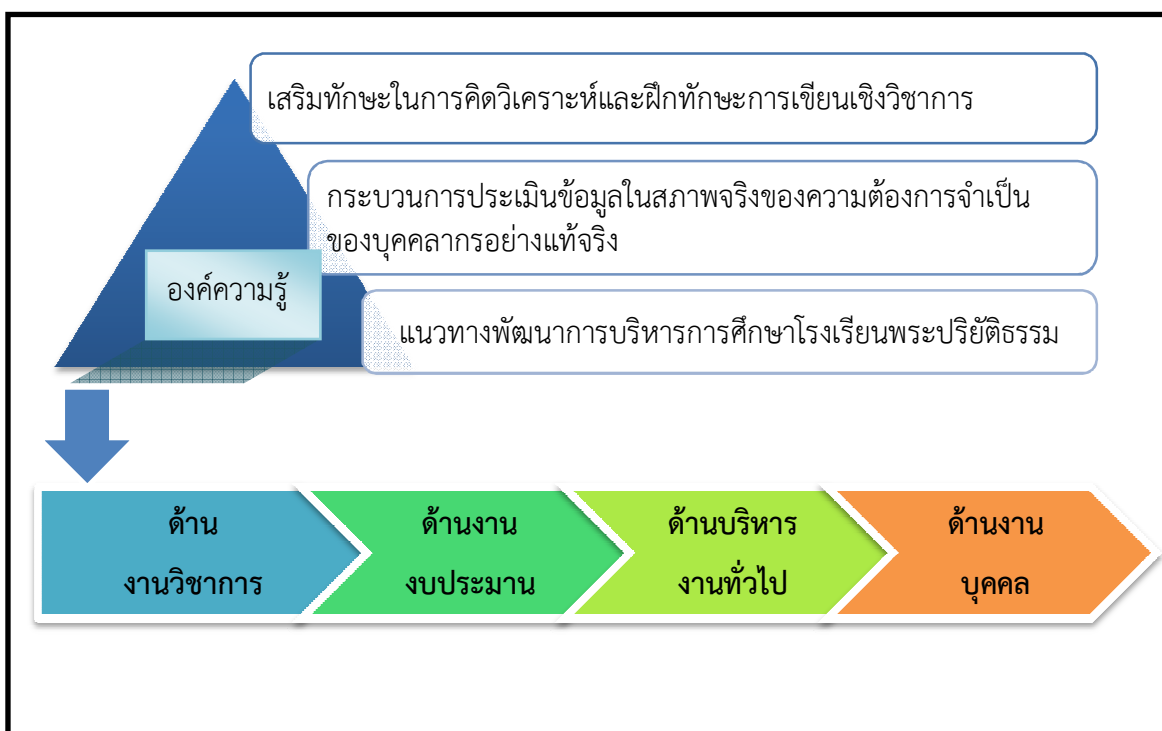 เสริมทักษะในการคิดวิเคราะห์และฝึกทักษะการเขียนเชิงวิชาการ
กระบวนการประเมินข้อมูลในสภาพจริงของความต้องการจำเป็น
ของบุคคลากรอย่างแท้จริง
องค์ความรู้
แนวทางพัฒนาการบริหารการศึกษาโรงเรียนพระปริยัติธรรม
ด้าน
งานวิชาการ
ด้านงาน
งบประมาน
ด้านบริหาร
งานทั่วไป
ด้านงาน
บุคคล